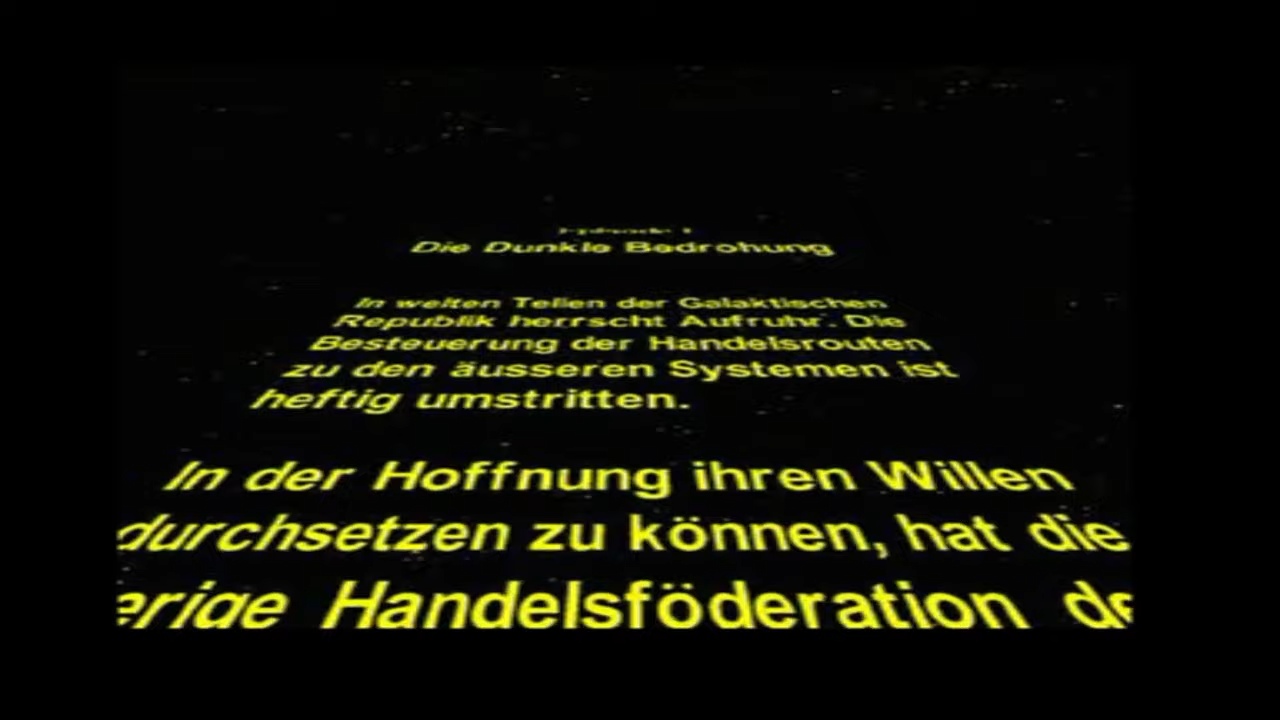 Episode I
Die Dunkle Bedrohung
In weiten Teilen der Galaktischen
Republik herrscht Aufruhr. Die
Besteuerung der Handelsrouten
zu den äusseren Systemen ist
heftig umstritten.
In der Hoffnung ihren Willen
durchsetzen zu können, hat die
Handelsföderation